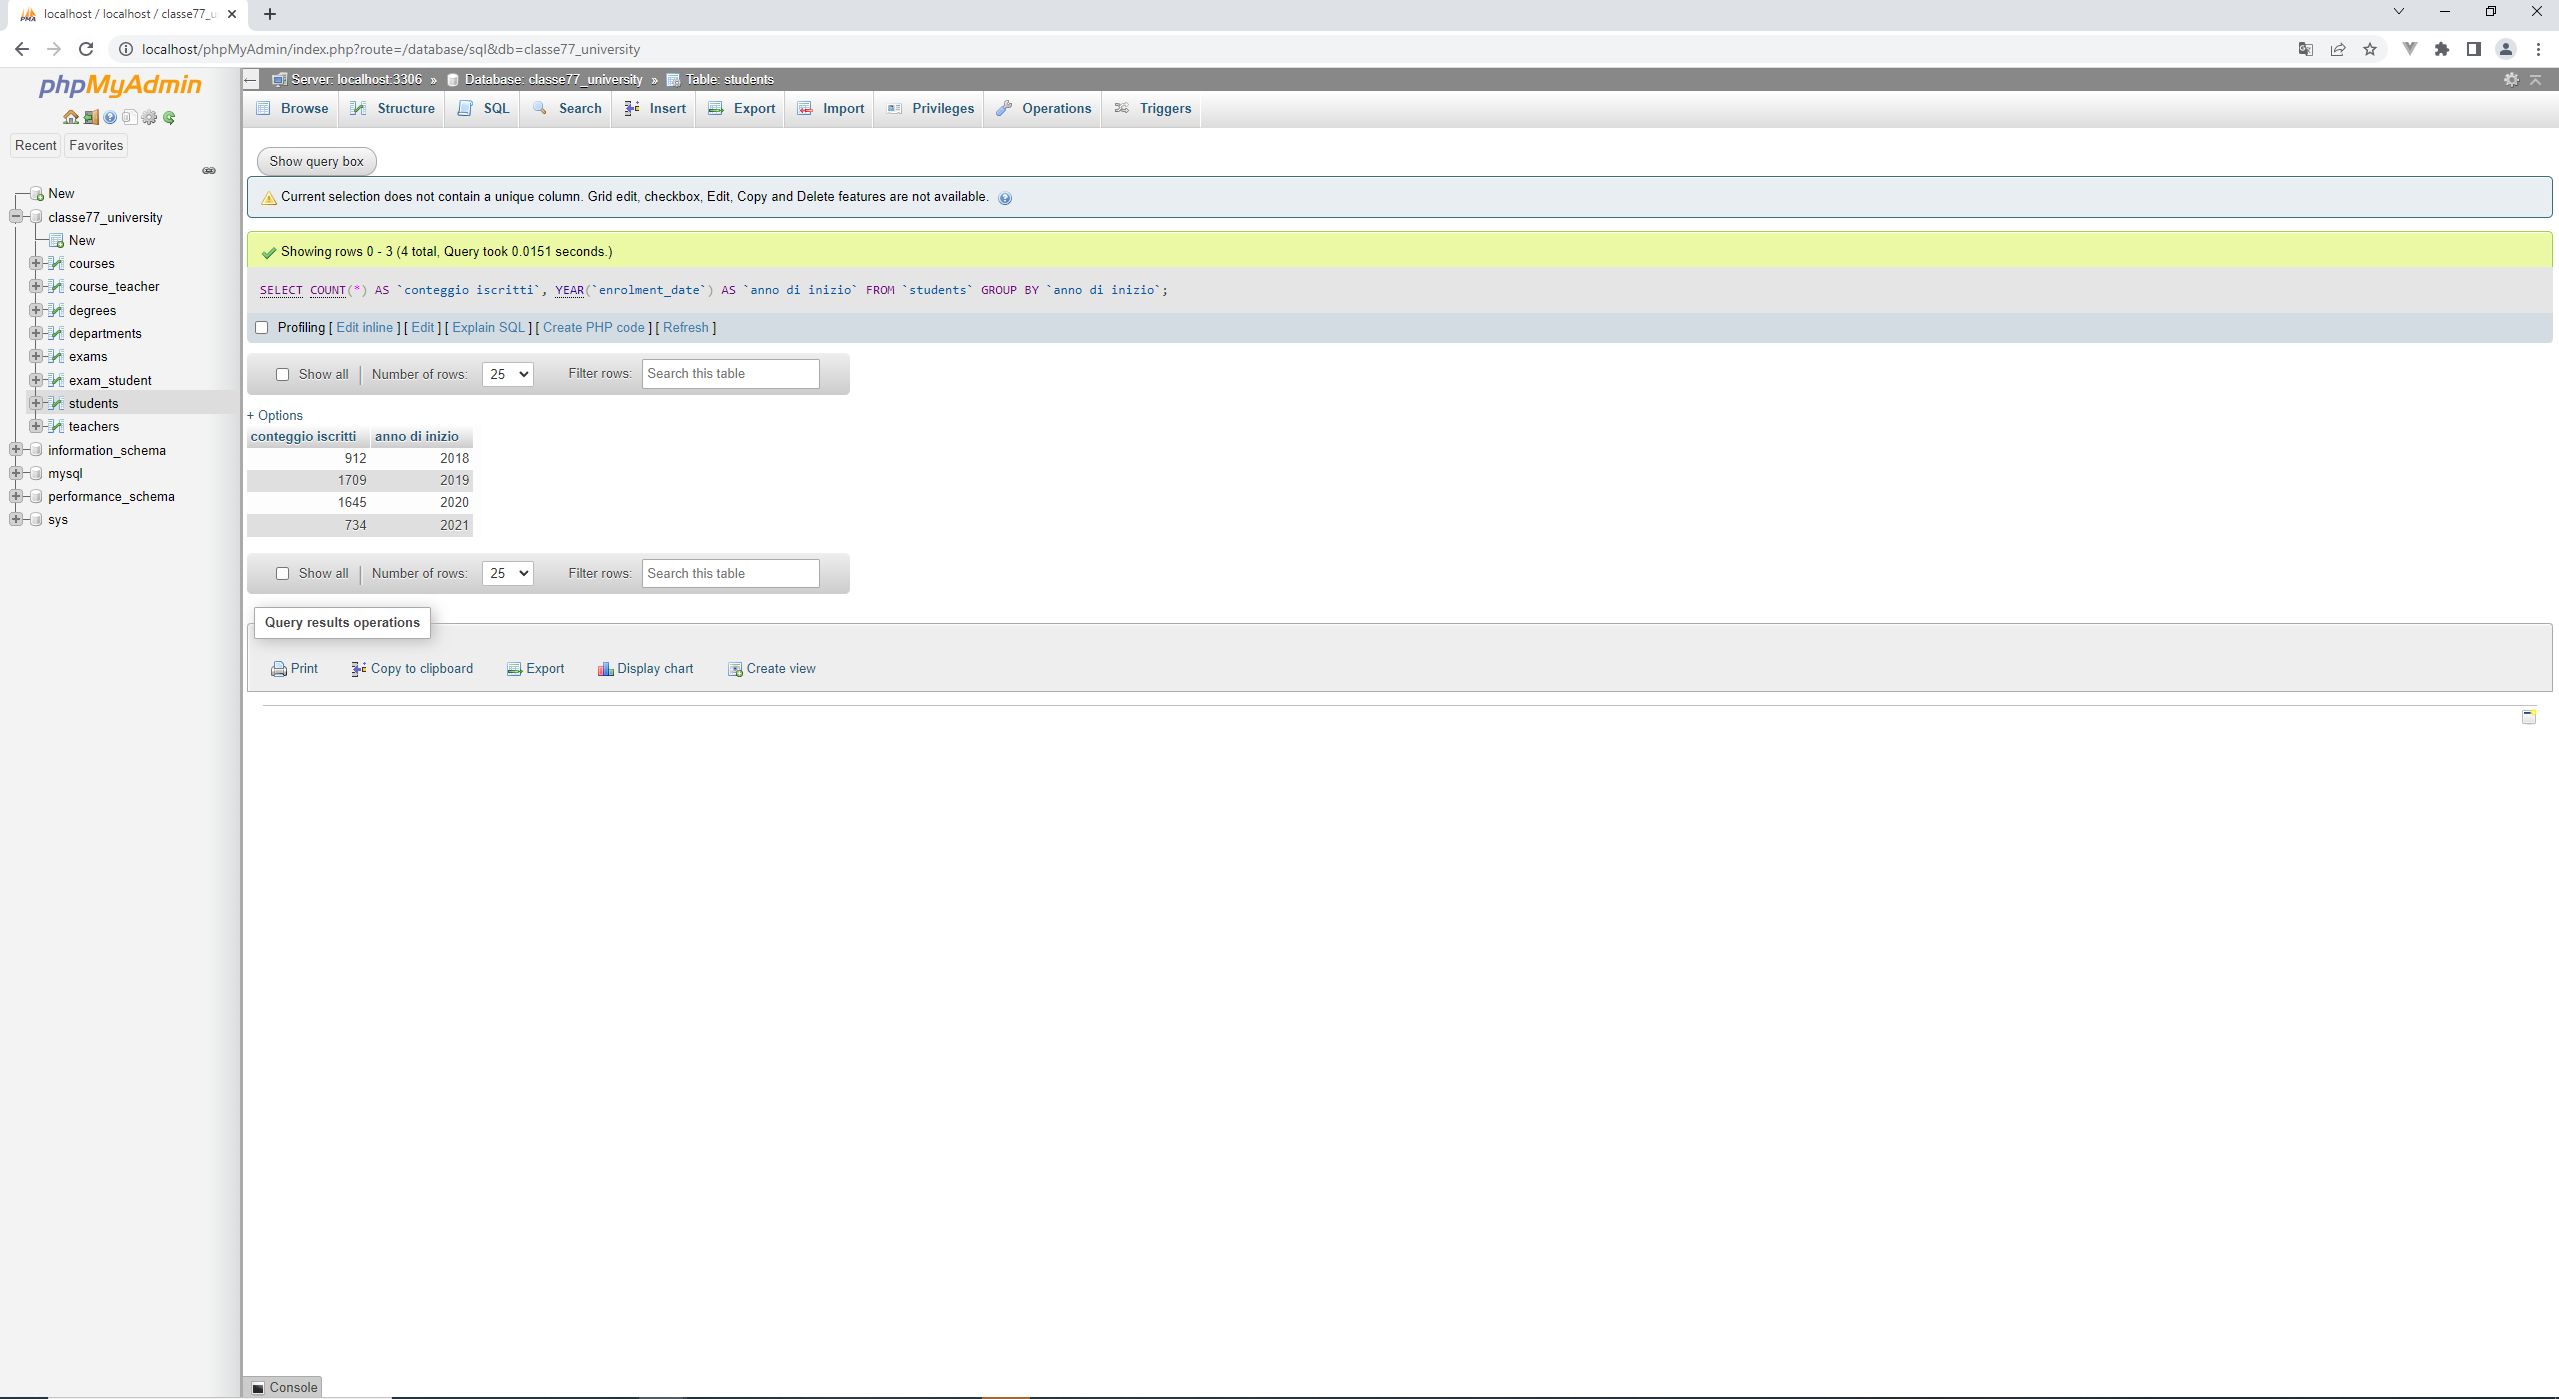 localhost / localhost / classe77_u
localhost/phpMyAdmin/index.php?route=/database/sql&db=classe77_university
phpMyAdmin
Recent Favorites
New
classe77_university
New
courses
course_teacher
degrees
departments
exams
exam_student
students
teachers
information_schema
mysql
performance_schema
sys
Server: localhost:3306 » Database: classe77_university » Table: students
Browse Structure SQL Search Insert Export Import Privileges Operations Triggers
Show query box
Current selection does not contain a unique column. Grid edit, checkbox, Edit, Copy and Delete features are not available.
Showing rows 0 - 3 (4 total, Query took 0.0151 seconds.)
SELECT COUNT(*) AS `conteggio iscritti`, YEAR(`enrolment_date`) AS `anno di inizio` FROM `students` GROUP BY `anno di inizio`;
Profiling [ Edit inline ] [ Edit ] [ Explain SQL ] [ Create PHP code ] [ Refresh ]
Show all Number of rows: 25 Filter rows: Search this table
+ Options
conteggio iscritti anno di inizio
912 2018
1709 2019
1645 2020
734 2021
Show all Number of rows: 25 Filter rows: Search this table
Query results operations
Print Copy to clipboard Export Display chart Create view
Console